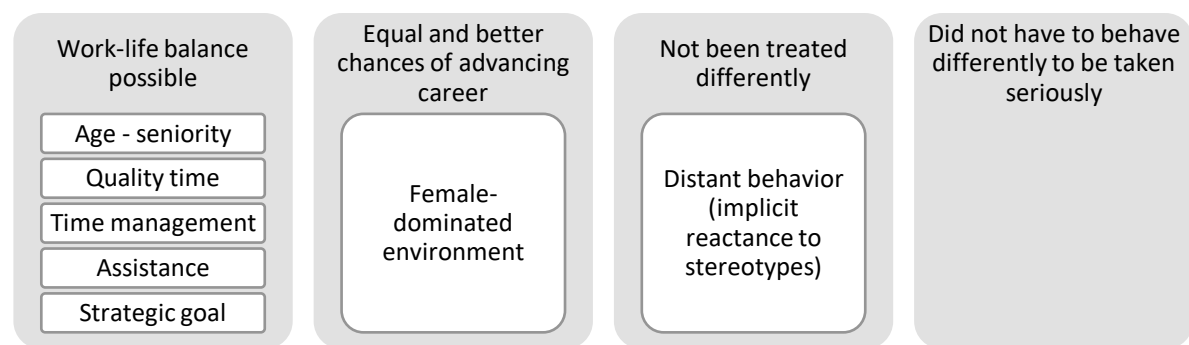 Work-life balance
possible
Age - seniority
Quality time
Time management
Assistance
Strategic goal
Equal and better
chances of advancing
career
Female-
dominated
environment
Not been treated
differently
Distant behavior
(implicit
reactance to
stereotypes)
Did not have to behave
differently to be taken
seriously